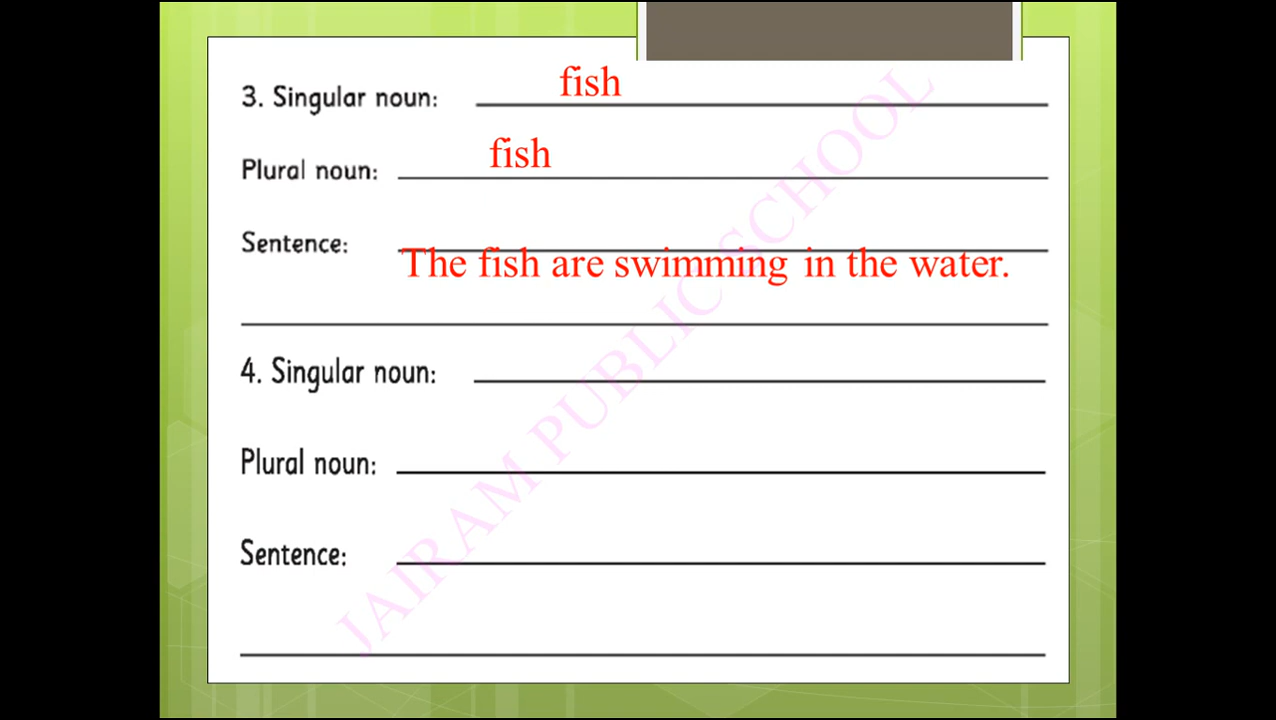 3. Singular noun: fish
Plural noun: fish
Sentence: The fish are swimming in the water.
4. Singular noun:
Plural noun:
Sentence:
JAIRAM PUBLIC SCHOOL